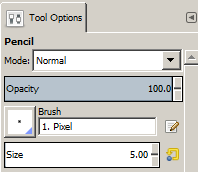 Tool Options
Pencil
Mode: Normal
Opacity 100.0
Brush
1. Pixel
Size 5.00